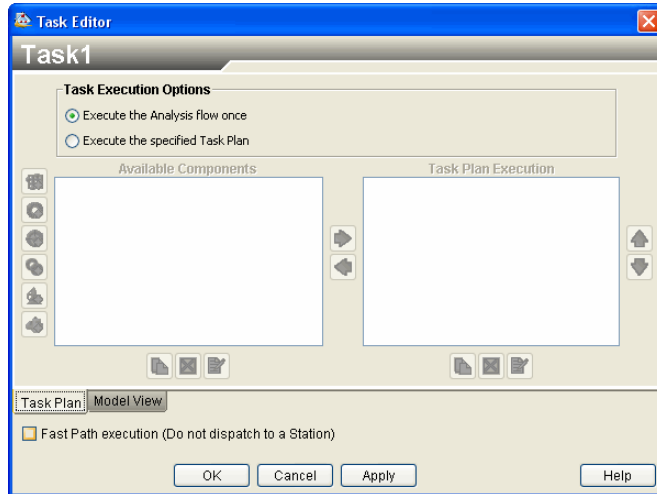 Task Editor
Task1
Task Execution Options
Execute the Analysis flow once
Execute the specified Task Plan
Available Components
Task Plan Execution
Task Plan
Model View
Fast Path execution (Do not dispatch to a Station)
OK
Cancel
Apply
Help